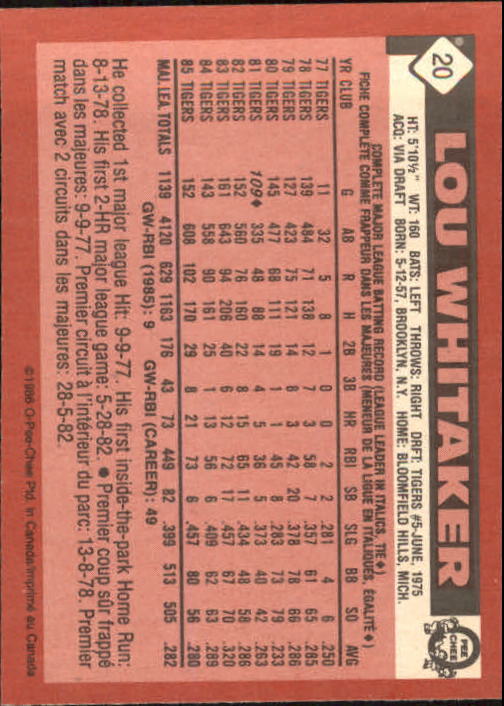 20
LOU WHITAKER
O
PEE
CHEE
HT: 5'10½" WT: 160 BATS: LEFT THROWS: RIGHT DRFT: TIGERS #5-JUNE, 1975
ACQ: VIA DRAFT BORN: 5-12-57, BROOKLYN, N.Y. HOME: BLOOMFIELD HILLS, MICH.
COMPLETE MAJOR LEAGUE BATTING RECORD (LEAGUE LEADER IN ITALICS, TIE ♦)
FICHE COMPLÈTE COMME FRAPPEUR DANS LES MAJEURES (MENEUR DE LA LIGUE EN ITALIQUES, ÉGALITÉ ♦)
YR CLUB G AB R H 2B 3B HR RBI SB SLG BB SO AVG
77 TIGERS 11 32 5 8 1 0 0 2 2 .281 4 6 .250
78 TIGERS 139 484 71 138 12 7 3 58 7 .357 61 65 .285
79 TIGERS 127 423 75 121 14 8 3 42 20 .378 78 66 .286
80 TIGERS 145 477 68 111 19 1 1 45 8 .283 73 79 .233
81 TIGERS 109♦ 335 48 88 14 4 5 36 5 .373 40 42 .263
82 TIGERS 152 560 76 160 22 8 15 65 11 .434 48 58 .286
83 TIGERS 161 643 94 206 40 6 12 72 17 .457 67 70 .320
84 TIGERS 143 558 90 161 25 1 13 56 6 .409 62 63 .289
85 TIGERS 152 608 102 170 29 8 21 73 6 .457 80 56 .280
MAJ. LEA. TOTALS 1139 4120 629 1163 176 43 73 449 82 .399 513 505 .282
GW-RBI (1985): 9 GW-RBI (CAREER): 49
He collected 1st major league Hit: 9-9-77. His first inside-the-park Home Run:
8-13-78. His first 2-HR major league game: 5-28-82. ● Premier coup sûr frappé
dans les majeures: 9-9-77. Premier circuit à l'intérieur du parc: 13-8-78. Premier
match avec 2 circuits dans les majeures: 28-5-82.
©1986 O-Pee-Chee Ptd. in Canada/Imprimé au Canada